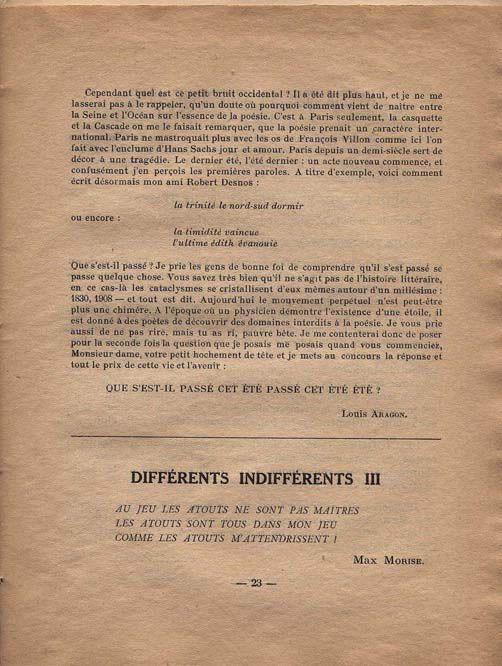 Cependant quel est ce petit bruit occidental ? Il a été dit plus haut, et je ne me
lasserai pas à le rappeler, qu'un doute où pourquoi comment vient de naitre entre
la Seine et l'Océan sur l'essence de la poésie. C'est à Paris seulement, la casquette
et la Cascade on me le faisait remarquer, que la poésie prenait un caractère inter-
national. Paris ne mastroquait plus avec les os de François Villon comme ici l'on
fait avec l'enclume d'Hans Sachs jour et amour. Paris depuis un demi-siècle sert de
décor à une tragédie. Le dernier été, l'été dernier : un acte nouveau commence, et
confusément j'en perçois les premières paroles. A titre d'exemple, voici comment
écrit désormais mon ami Robert Desnos :
la trinité le nord-sud dormir
ou encore :
la timidité vaincue
l'ultime édith évanouie
Que s'est-il passé ? Je prie les gens de bonne foi de comprendre qu'il s'est passé se
passe quelque chose. Vous savez très bien qu'il ne s'agit pas de l'histoire littéraire,
en ce cas-là les cataclysmes se cristallisent d'eux mêmes autour d'un millésime :
1830, 1908 — et tout est dit. Aujourd'hui le mouvement perpétuel n'est peut-être
plus une chimère. A l'époque où un physicien démontre l'existence d'une étoile, il
est donné à des poètes de découvrir des domaines interdits à la poésie. Je vous prie
aussi de ne pas rire, mais tu as ri, pauvre bête. Je me contenterai donc de poser
pour la seconde fois la question que je posais me posais quand vous commenciez,
Monsieur dame, votre petit hochement de tête et je mets au concours la réponse et
tout le prix de cette vie et l'avenir :
QUE S'EST-IL PASSÉ CET ÉTÉ PASSÉ CET ÉTÉ ÉTÉ ?
Louis ARAGON.
DIFFÉRENTS INDIFFÉRENTS III
AU JEU LES ATOUTS NE SONT PAS MAITRES
LES ATOUTS SONT TOUS DANS MON JEU
COMME LES ATOUTS M'ATTENDRISSENT !
MAX MORISE.
— 23 —